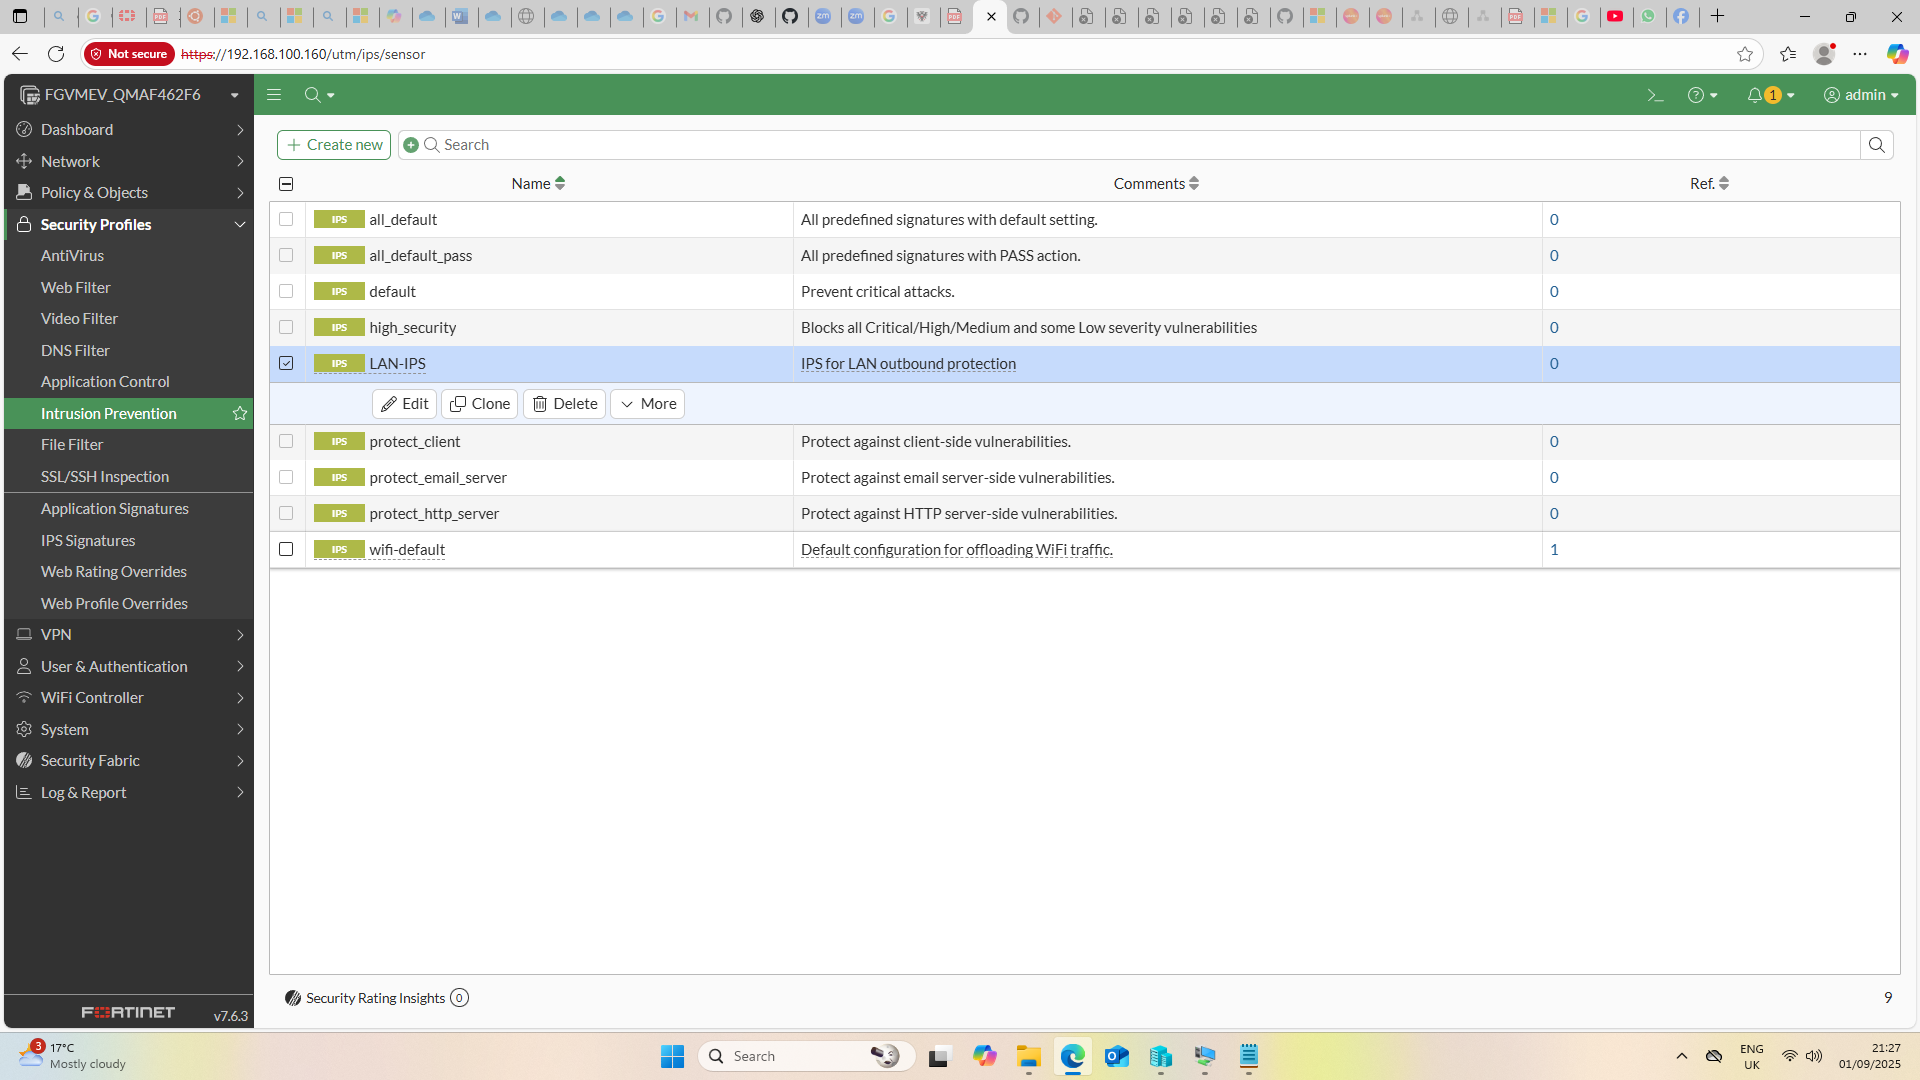 Not secure
https://192.168.100.160/utm/ips/sensor
FGVMEV_QMAF462F6
1
admin
Dashboard
Network
Policy & Objects
Security Profiles
AntiVirus
Web Filter
Video Filter
DNS Filter
Application Control
Intrusion Prevention
File Filter
SSL/SSH Inspection
Application Signatures
IPS Signatures
Web Rating Overrides
Web Profile Overrides
VPN
User & Authentication
WiFi Controller
System
Security Fabric
Log & Report
FORTINET
v7.6.3
Create new
Search
Name Comments Ref.
IPS all_default All predefined signatures with default setting. 0
IPS all_default_pass All predefined signatures with PASS action. 0
IPS default Prevent critical attacks. 0
IPS high_security Blocks all Critical/High/Medium and some Low severity vulnerabilities 0
IPS LAN-IPS IPS for LAN outbound protection 0
Edit Clone Delete More
IPS protect_client Protect against client-side vulnerabilities. 0
IPS protect_email_server Protect against email server-side vulnerabilities. 0
IPS protect_http_server Protect against HTTP server-side vulnerabilities. 0
IPS wifi-default Default configuration for offloading WiFi traffic. 1
Security Rating Insights 0
9
3
17°C
Mostly cloudy
Search
ENG
UK
21:27
01/09/2025